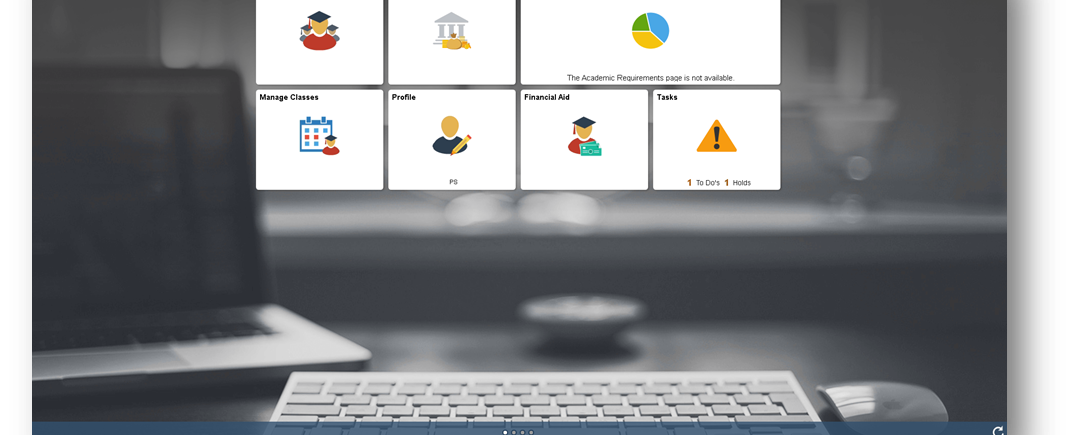 The Academic Requirements page is not available.
Manage Classes
Profile
Financial Aid
Tasks
PS
1 To Do's 1 Holds